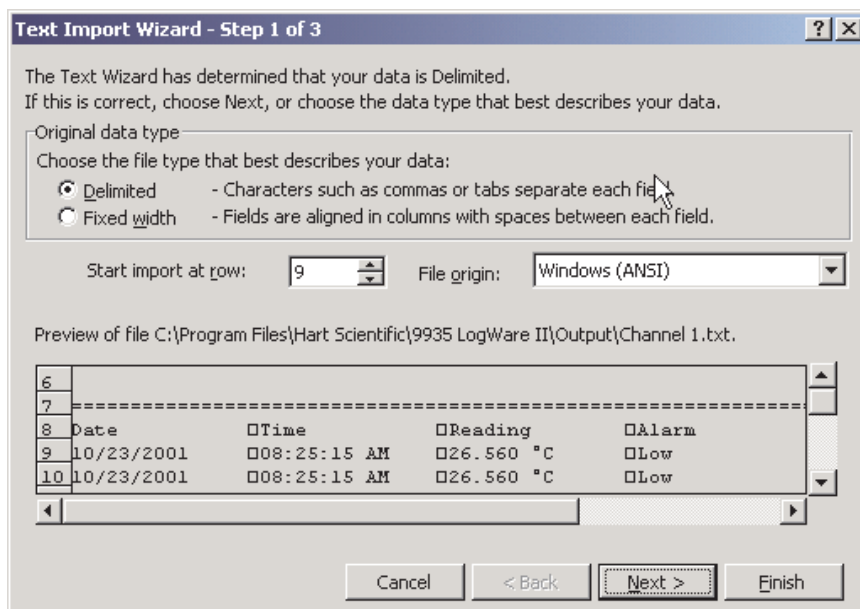 Text Import Wizard - Step 1 of 3
The Text Wizard has determined that your data is Delimited.
If this is correct, choose Next, or choose the data type that best describes your data.
Original data type
Choose the file type that best describes your data:
Delimited - Characters such as commas or tabs separate each field.
Fixed width - Fields are aligned in columns with spaces between each field.
Start import at row: 9 File origin: Windows (ANSI)
Preview of file C:\Program Files\Hart Scientific\9935 LogWare II\Output\Channel 1.txt.
6
7 ==============================================================
8 Date □Time □Reading □Alarm
9 10/23/2001 □08:25:15 AM □26.560 °C □Low
10 10/23/2001 □08:25:15 AM □26.560 °C □Low
Cancel < Back Next > Finish